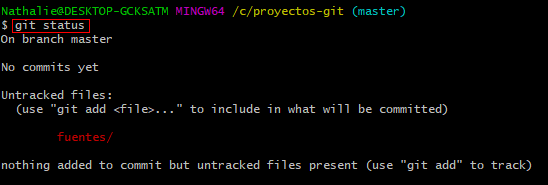 Nathalie@DESKTOP-GCKSATM MINGW64 /c/proyectos-git (master)
$ git status
On branch master
No commits yet
Untracked files:
(use "git add <file>..." to include in what will be committed)
fuentes/
nothing added to commit but untracked files present (use "git add" to track)